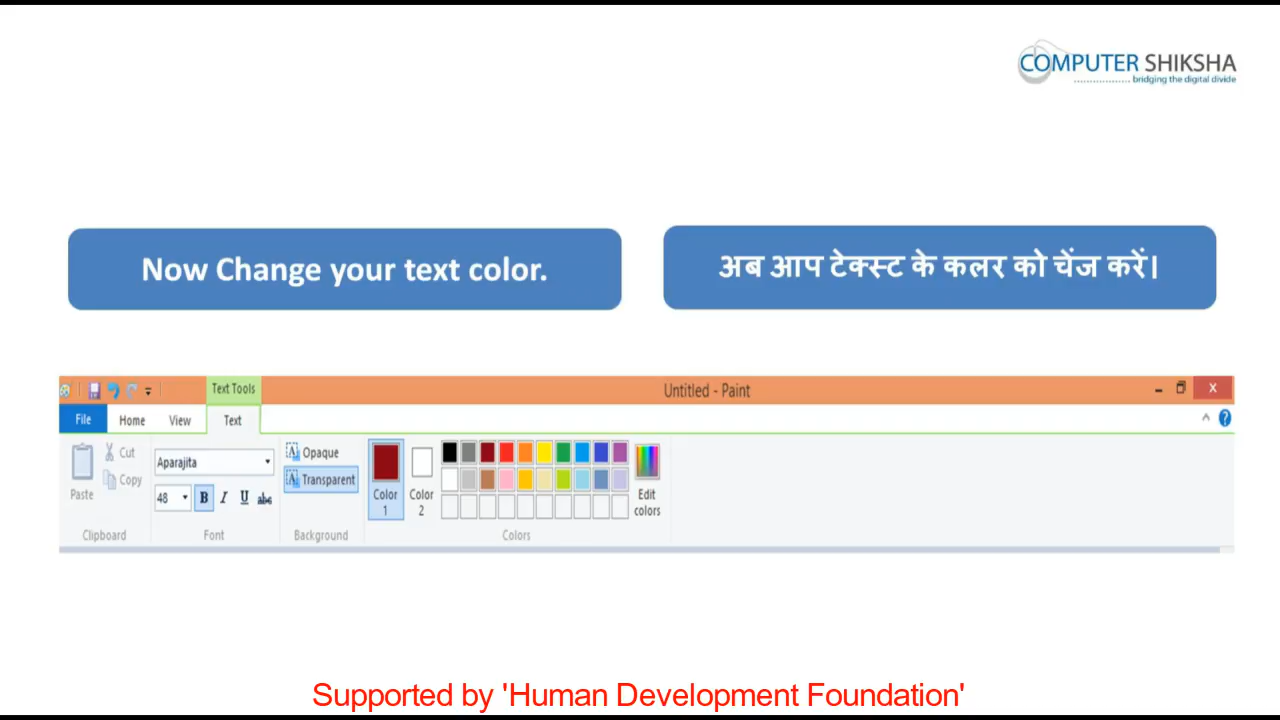 COMPUTER SHIKSHA
bridging the digital divide
Now Change your text color.
अब आप टेक्स्ट के कलर को चेंज करें।
Text Tools
Untitled - Paint
File
Home
View
Text
Paste
Cut
Copy
Clipboard
Aparajita
48
B
I
U
abc
Font
Opaque
Transparent
Background
Color
1
Color
2
Colors
Edit
colors
Supported by 'Human Development Foundation'